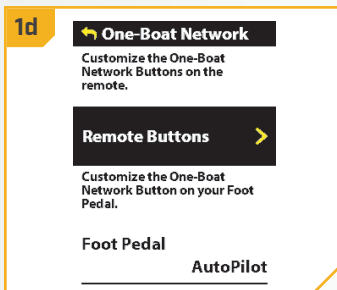 1d
One-Boat Network
Customize the One-Boat
Network Buttons on the
remote.
Remote Buttons
Customize the One-Boat
Network Button on your Foot
Pedal.
Foot Pedal
AutoPilot